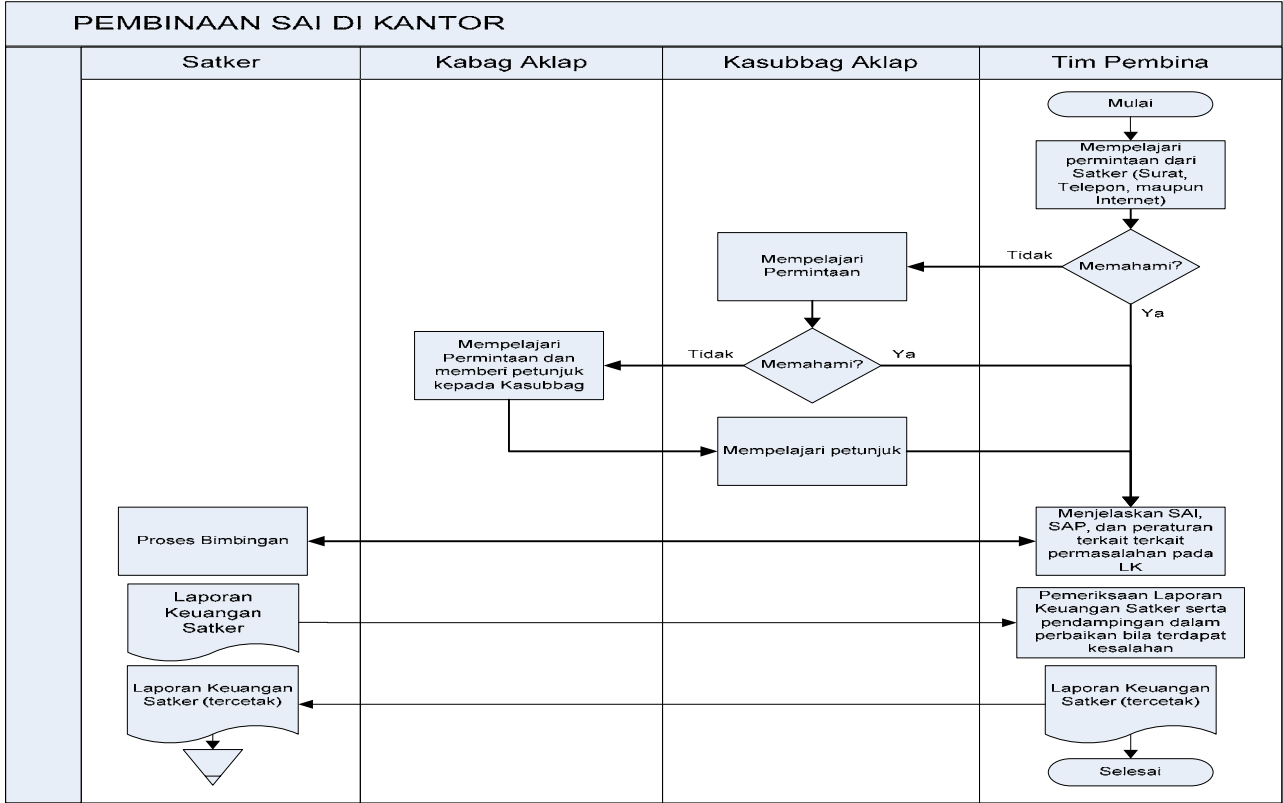 PEMBINAAN SAI DI KANTOR
Satker
Kabag Aklap
Kasubbag Aklap
Tim Pembina
Mulai
Mempelajari
permintaan dari
Satker (Surat,
Telepon, maupun
Internet)
Memahami?
Tidak
Ya
Mempelajari
Permintaan
Memahami?
Tidak
Ya
Mempelajari
Permintaan dan
memberi petunjuk
kepada Kasubbag
Mempelajari petunjuk
Proses Bimbingan
Menjelaskan SAI,
SAP, dan peraturan
terkait terkait
permasalahan pada
LK
Laporan
Keuangan
Satker
Pemeriksaan Laporan
Keuangan Satker serta
pendampingan dalam
perbaikan bila terdapat
kesalahan
Laporan Keuangan
Satker (tercetak)
Laporan Keuangan
Satker (tercetak)
Selesai